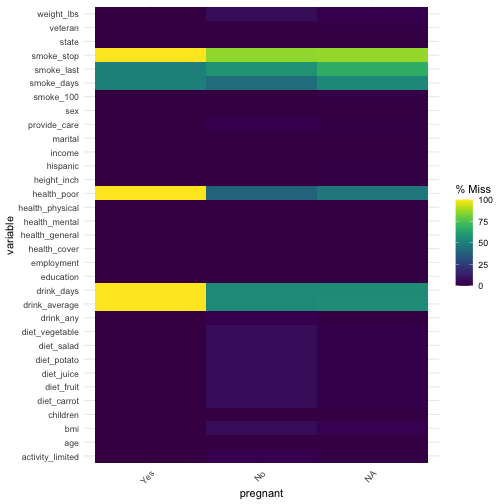 weight_lbs
veteran
state
smoke_stop
smoke_last
smoke_days
smoke_100
sex
provide_care
marital
income
hispanic
height_inch
health_poor
health_physical
health_mental
health_general
health_cover
employment
education
drink_days
drink_average
drink_any
diet_vegetable
diet_salad
diet_potato
diet_juice
diet_fruit
diet_carrot
children
bmi
age
activity_limited
variable
Yes
No
NA
pregnant
% Miss
100
75
50
25
0